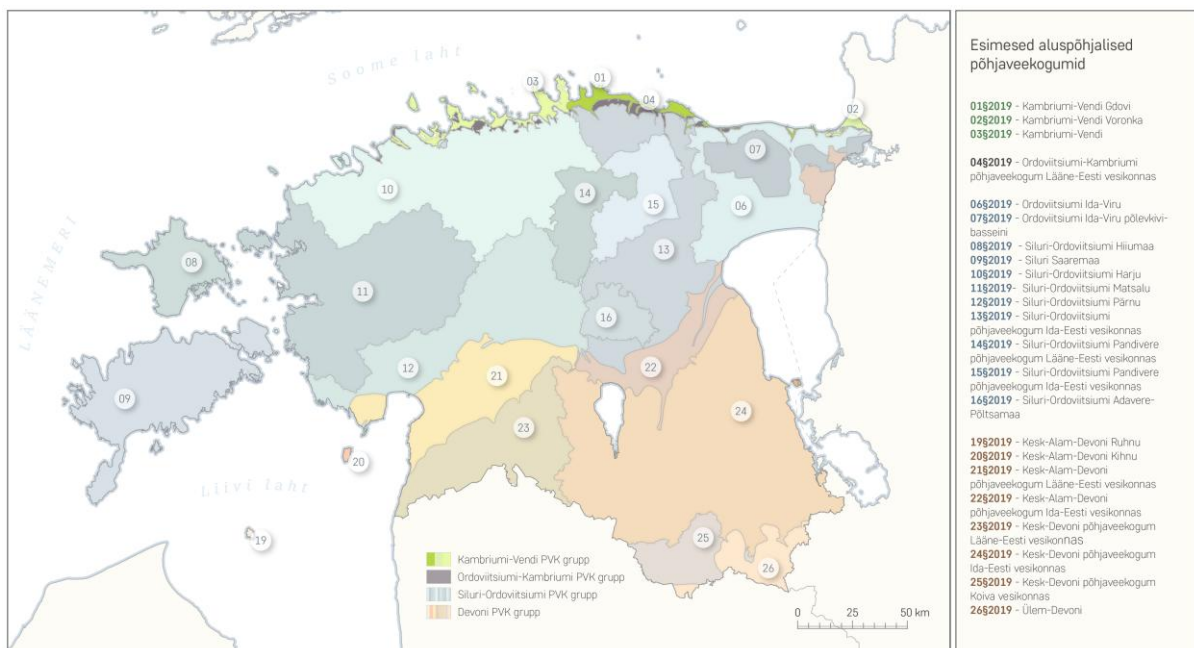 Soome laht
LÄÄNEMERI
Liivi laht
01
02
03
04
06
07
08
09
10
11
12
13
14
15
16
19
20
21
22
23
24
25
26
Kambriumi-Vendi PVK grupp
Ordoviitsiumi-Kambriumi PVK grupp
Siluri-Ordoviitsiumi PVK grupp
Devoni PVK grupp
0 25 50 km
Esimesed aluspõhjalised
põhjaveekogumid
01§2019 - Kambriumi-Vendi Gdovi
02§2019 - Kambriumi-Vendi Voronka
03§2019 - Kambriumi-Vendi
04§2019 - Ordoviitsiumi-Kambriumi
põhjaveekogum Lääne-Eesti vesikonnas
06§2019 - Ordoviitsiumi Ida-Viru
07§2019 - Ordoviitsiumi Ida-Viru põlevkivi-
basseini
08§2019 - Siluri-Ordoviitsiumi Hiiumaa
09§2019 - Siluri Saaremaa
10§2019 - Siluri-Ordoviitsiumi Harju
11§2019- Siluri-Ordoviitsiumi Matsalu
12§2019 - Siluri-Ordoviitsiumi Pärnu
13§2019 - Siluri-Ordoviitsiumi
põhjaveekogum Ida-Eesti vesikonnas
14§2019 - Siluri-Ordoviitsiumi Pandivere
põhjaveekogum Lääne-Eesti vesikonnas
15§2019 - Siluri-Ordoviitsiumi Pandivere
põhjaveekogum Ida-Eesti vesikonnas
16§2019 - Siluri-Ordoviitsiumi Adavere-
Põltsamaa
19§2019 - Kesk-Alam-Devoni Ruhnu
20§2019 - Kesk-Alam-Devoni Kihnu
21§2019 - Kesk-Alam-Devoni
põhjaveekogum Lääne-Eesti vesikonnas
22§2019 - Kesk-Alam-Devoni
põhjaveekogum Ida-Eesti vesikonnas
23§2019 - Kesk-Devoni põhjaveekogum
Lääne-Eesti vesikonnas
24§2019 - Kesk-Devoni põhjaveekogum
Ida-Eesti vesikonnas
25§2019 - Kesk-Devoni põhjaveekogum
Koiva vesikonnas
26§2019 - Ülem-Devoni